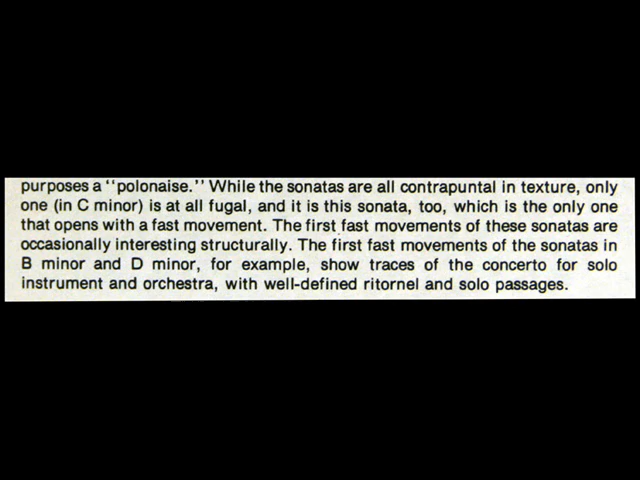 purposes a "polonaise." While the sonatas are all contrapuntal in texture, only
one (in C minor) is at all fugal, and it is this sonata, too, which is the only one
that opens with a fast movement. The first fast movements of these sonatas are
occasionally interesting structurally. The first fast movements of the sonatas in
B minor and D minor, for example, show traces of the concerto for solo
instrument and orchestra, with well-defined ritornel and solo passages.